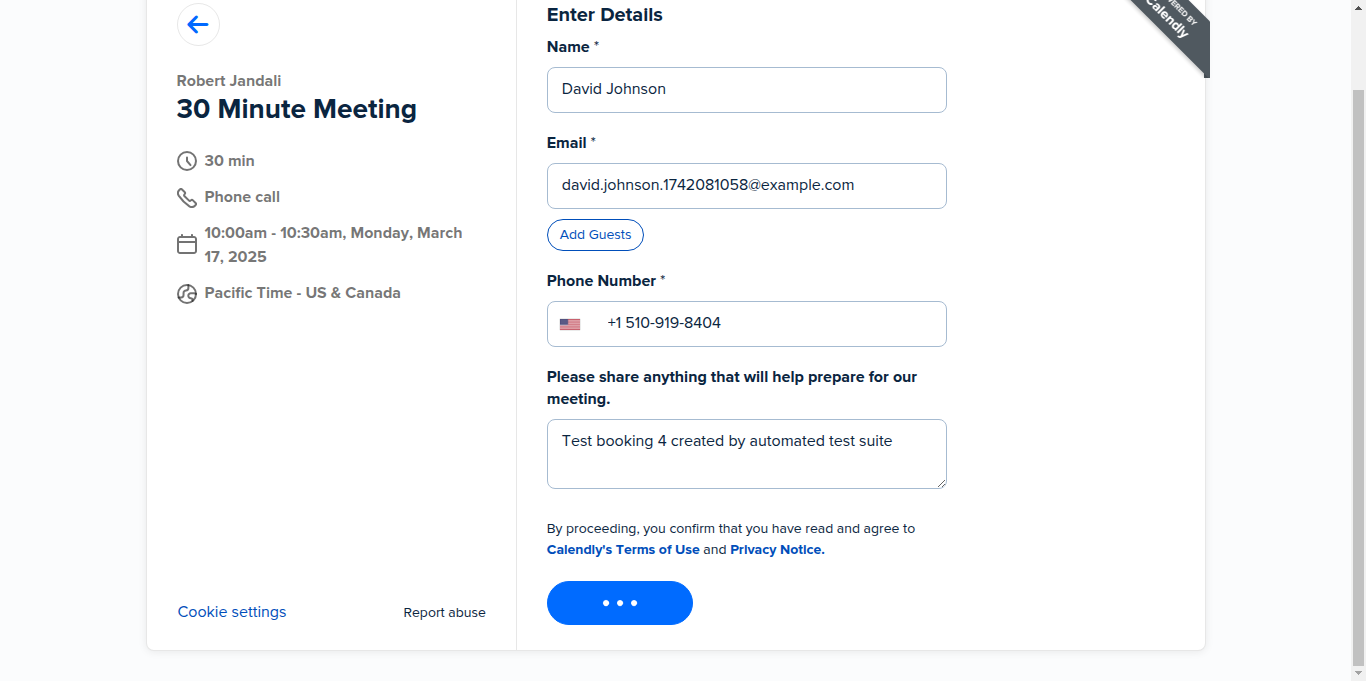 Robert Jandali
30 Minute Meeting
30 min
Phone call
10:00am - 10:30am, Monday, March
17, 2025
Pacific Time - US & Canada
Cookie settings
Report abuse
Enter Details
Name *
David Johnson
Email *
david.johnson.1742081058@example.com
Add Guests
Phone Number *
+1 510-919-8404
Please share anything that will help prepare for our
meeting.
Test booking 4 created by automated test suite
By proceeding, you confirm that you have read and agree to
Calendly's Terms of Use and Privacy Notice.
BY
Calendly